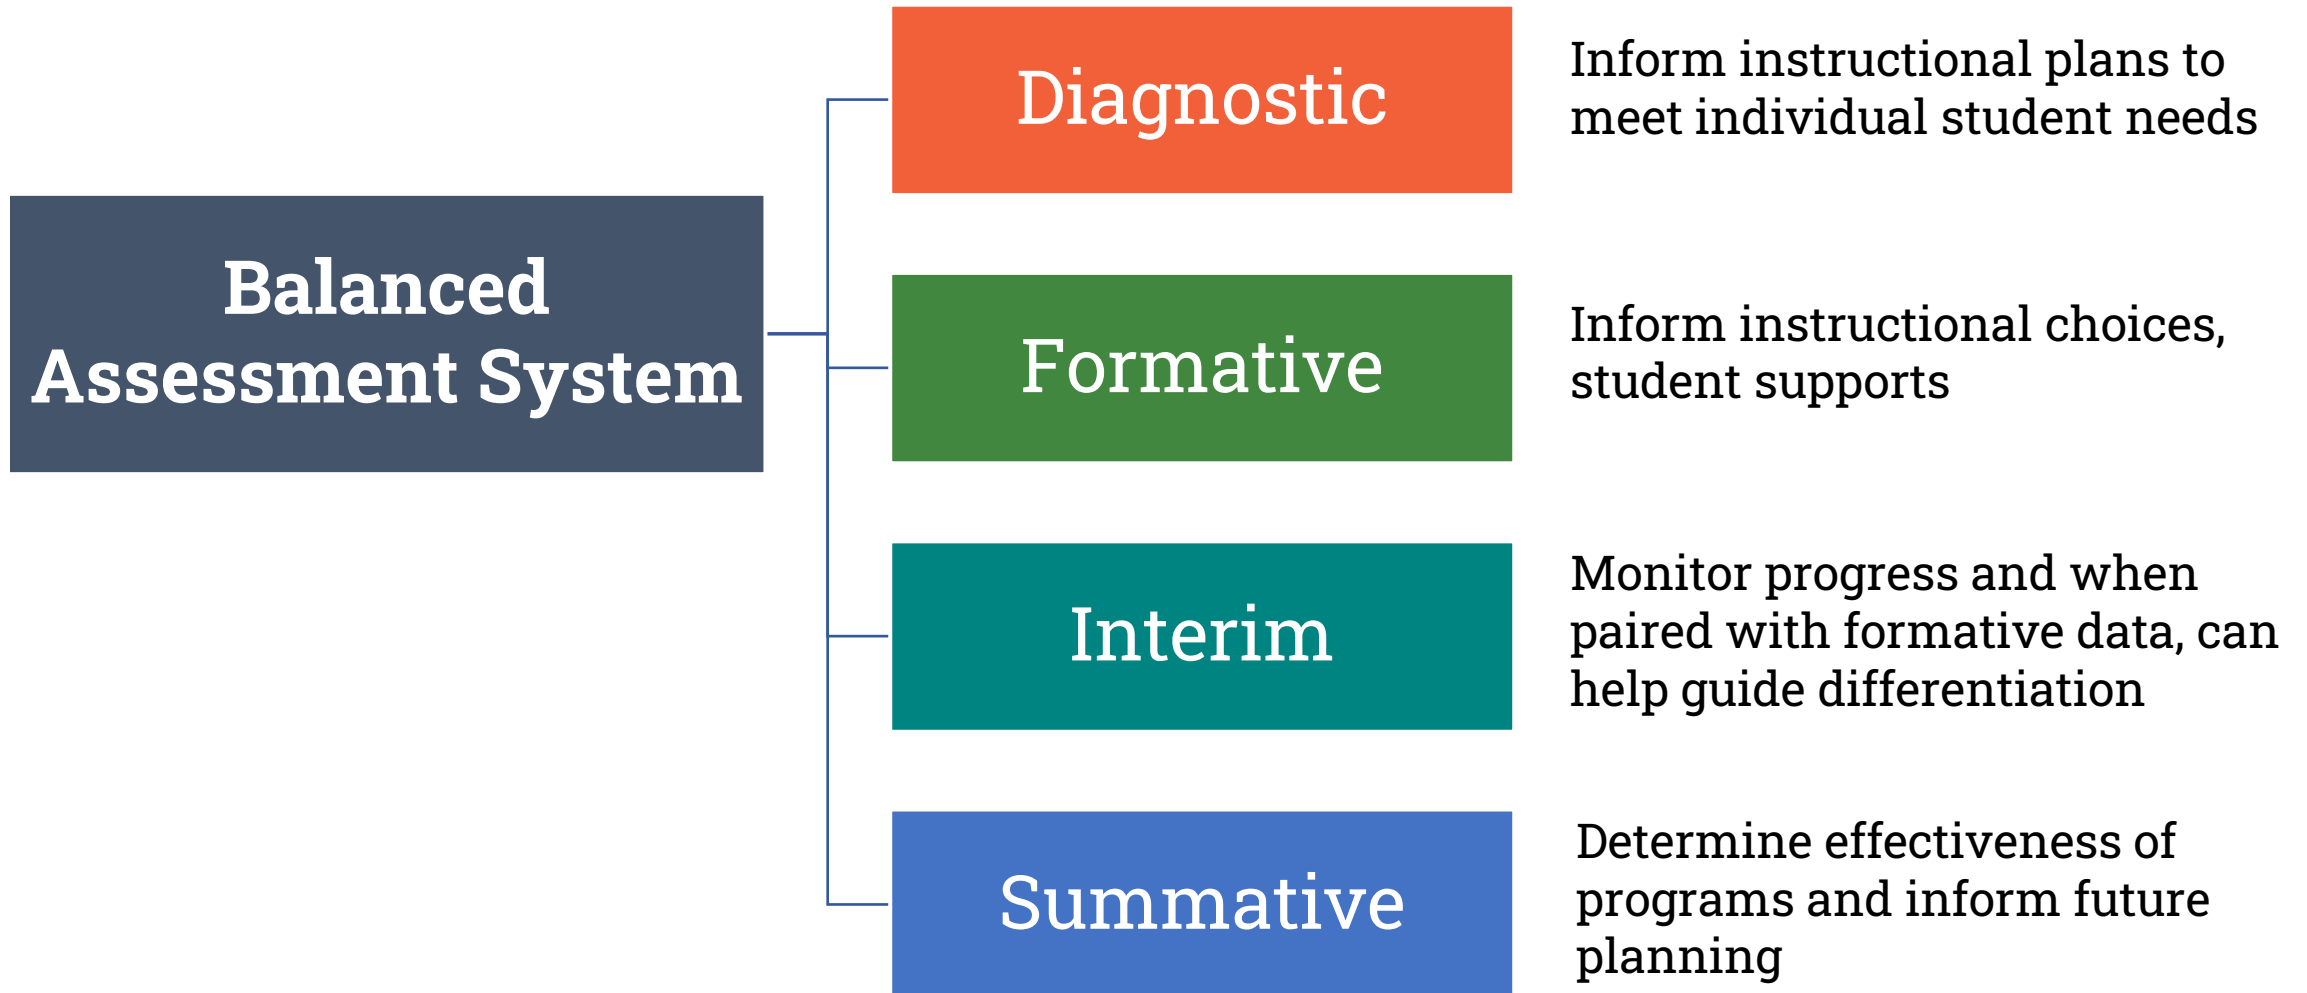 Balanced
Assessment System
Diagnostic
Inform instructional plans to
meet individual student needs
Formative
Inform instructional choices,
student supports
Interim
Monitor progress and when
paired with formative data, can
help guide differentiation
Summative
Determine effectiveness of
programs and inform future
planning